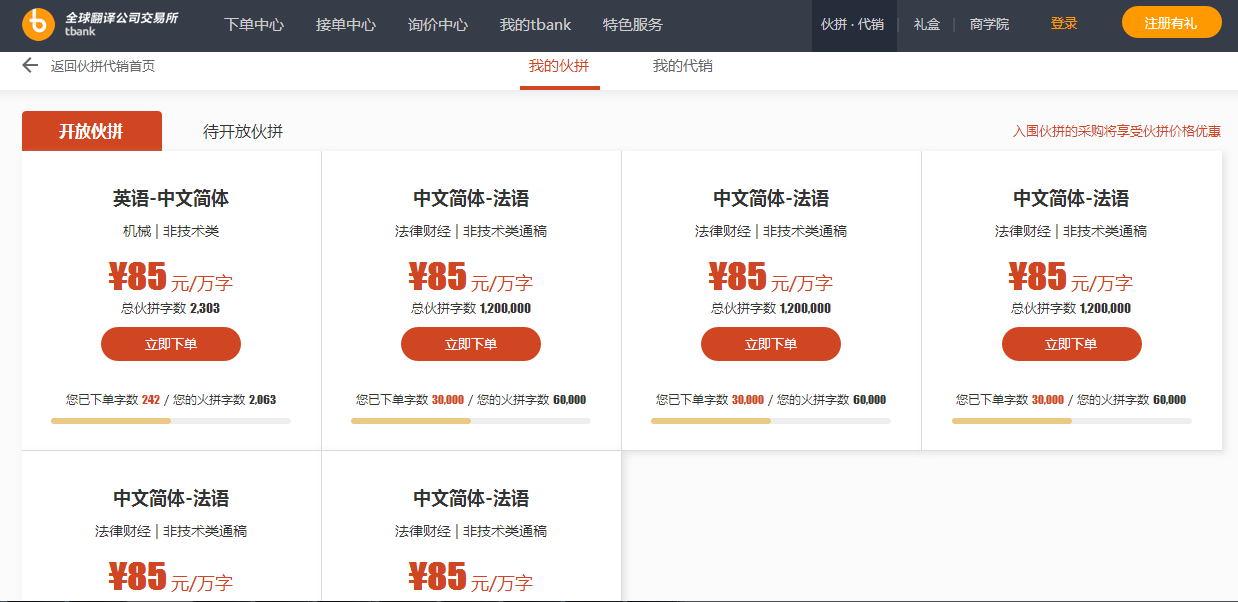 全球翻译公司交易所
tbank
下单中心 接单中心 询价中心 我的tbank 特色服务 伙拼 · 代销 | 礼盒 | 商学院 登录 注册有礼
返回伙拼代销首页 我的伙拼 我的代销
开放伙拼 待开放伙拼 入围伙拼的采购将享受伙拼价格优惠
英语-中文简体 中文简体-法语 中文简体-法语 中文简体-法语
机械 | 非技术类 法律财经 | 非技术类通稿 法律财经 | 非技术类通稿 法律财经 | 非技术类通稿
¥85 元/万字 ¥85 元/万字 ¥85 元/万字 ¥85 元/万字
总伙拼字数 2,303 总伙拼字数 1,200,000 总伙拼字数 1,200,000 总伙拼字数 1,200,000
立即下单 立即下单 立即下单 立即下单
您已下单字数 242 / 您的火拼字数 2,063 您已下单字数 30,000 / 您的火拼字数 60,000 您已下单字数 30,000 / 您的火拼字数 60,000 您已下单字数 30,000 / 您的火拼字数 60,000
中文简体-法语 中文简体-法语
法律财经 | 非技术类通稿 法律财经 | 非技术类通稿
¥85 元/万字 ¥85 元/万字